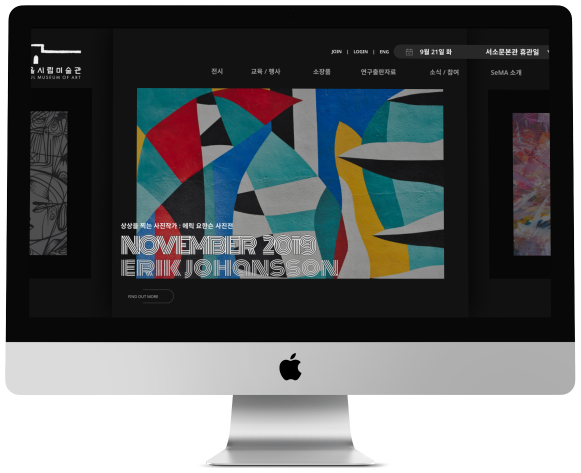 JOIN | LOGIN | ENG 9월 21일 화 서소문본관 휴관일
시립미술관
MUSEUM OF ART
전시 교육 / 행사 소장품 연구출판자료 소식 / 참여 SeMA 소개
상상을 찍는 사진작가 : 에릭 요한슨 사진전
NOVEMBER 2019
ERIK JOHANSSON
FIND OUT MORE